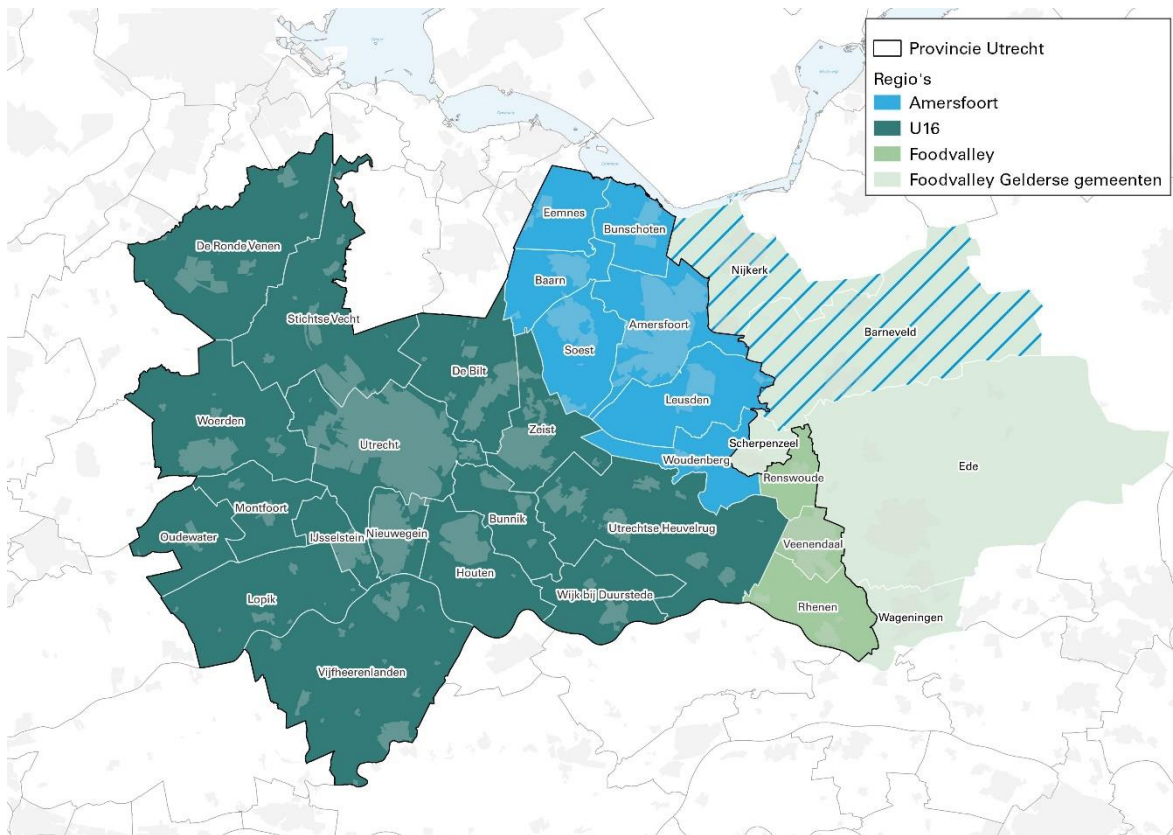 Provincie Utrecht
Regio's
Amersfoort
U16
Foodvalley
Foodvalley Gelderse gemeenten
Eemnes
Bunschoten
De Ronde Venen
Nijkerk
Baarn
Stichtse Vecht
Amersfoort
Barneveld
Soest
De Bilt
Leusden
Woerden
Zeist
Utrecht
Scherpenzeel
Woudenberg
Ede
Renswoude
Montfoort
Bunnik
Utrechtse Heuvelrug
Oudewater
IJsselstein
Nieuwegein
Veenendaal
Houten
Wijk bij Duurstede
Lopik
Rhenen
Wageningen
Vijfheerenlanden